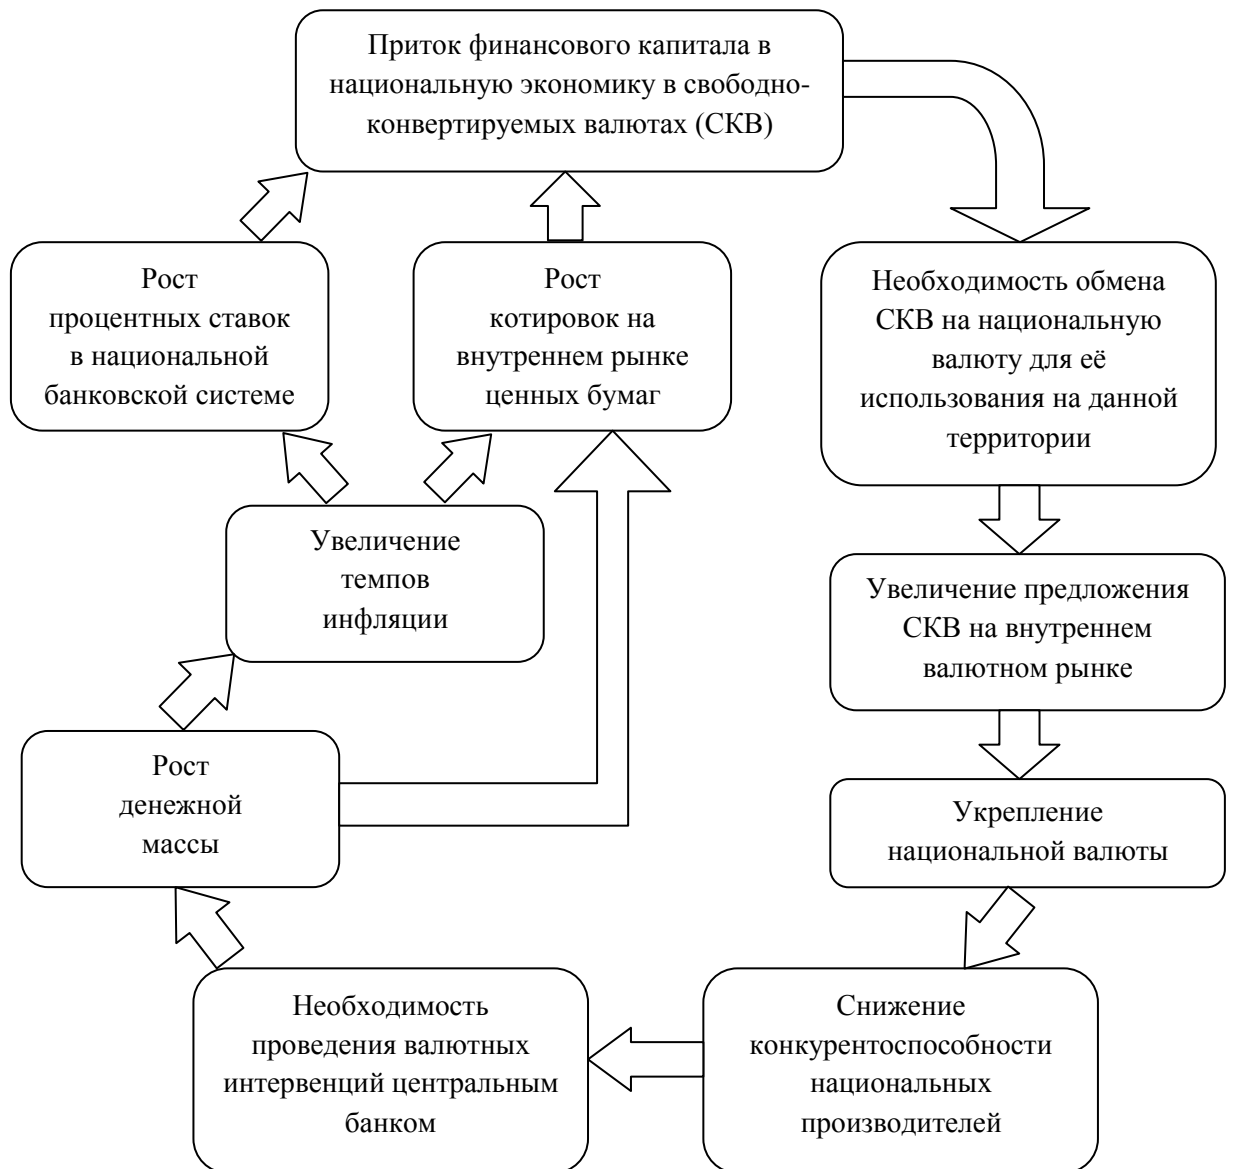 Приток финансового капитала в
национальную экономику в свободно-
конвертируемых валютах (СКВ)
Рост
процентных ставок
в национальной
банковской системе
Рост
котировок на
внутреннем рынке
ценных бумаг
Необходимость обмена
СКВ на национальную
валюту для её
использования на данной
территории
Увеличение
темпов
инфляции
Увеличение предложения
СКВ на внутреннем
валютном рынке
Рост
денежной
массы
Укрепление
национальной валюты
Необходимость
проведения валютных
интервенций центральным
банком
Снижение
конкурентоспособности
национальных
производителей